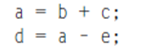 a = b + c;
d = a - e;